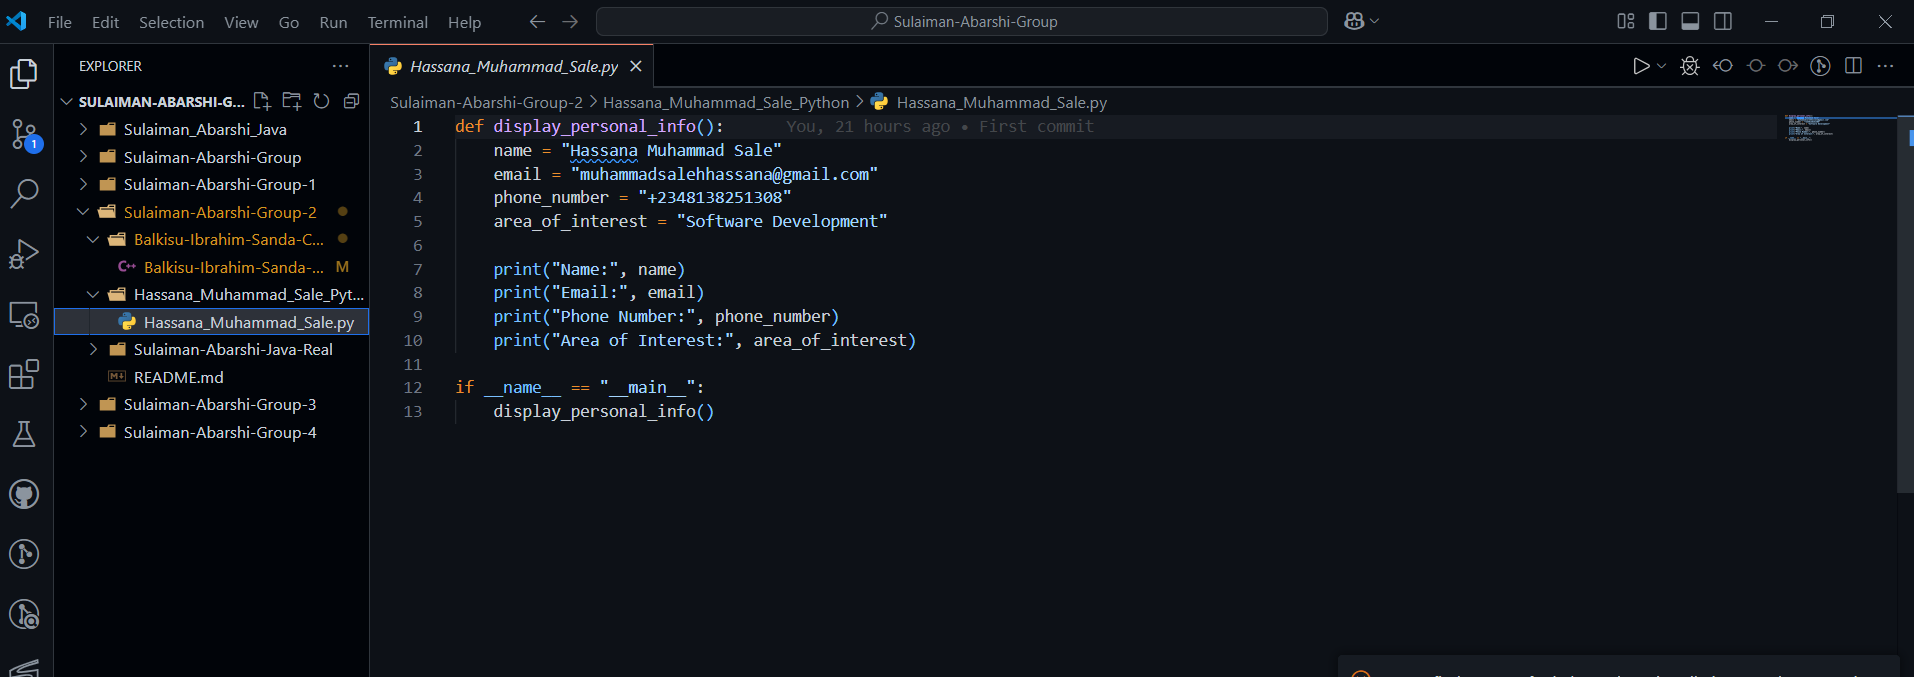 File Edit Selection View Go Run Terminal Help
Sulaiman-Abarshi-Group
EXPLORER
SULAIMAN-ABARSHI-G...
Sulaiman_Abarshi_Java
Sulaiman-Abarshi-Group
Sulaiman-Abarshi-Group-1
Sulaiman-Abarshi-Group-2
Balkisu-Ibrahim-Sanda-C...
C++ Balkisu-Ibrahim-Sanda-... M
Hassana_Muhammad_Sale_Pyt...
Hassana_Muhammad_Sale.py
Sulaiman-Abarshi-Java-Real
README.md
Sulaiman-Abarshi-Group-3
Sulaiman-Abarshi-Group-4
1
Hassana_Muhammad_Sale.py
Sulaiman-Abarshi-Group-2 > Hassana_Muhammad_Sale_Python > Hassana_Muhammad_Sale.py
1 def display_personal_info(): You, 21 hours ago • First commit
2 name = "Hassana Muhammad Sale"
3 email = "muhammadsalehhassana@gmail.com"
4 phone_number = "+2348138251308"
5 area_of_interest = "Software Development"
6
7 print("Name:", name)
8 print("Email:", email)
9 print("Phone Number:", phone_number)
10 print("Area of Interest:", area_of_interest)
11
12 if __name__ == "__main__":
13 display_personal_info()